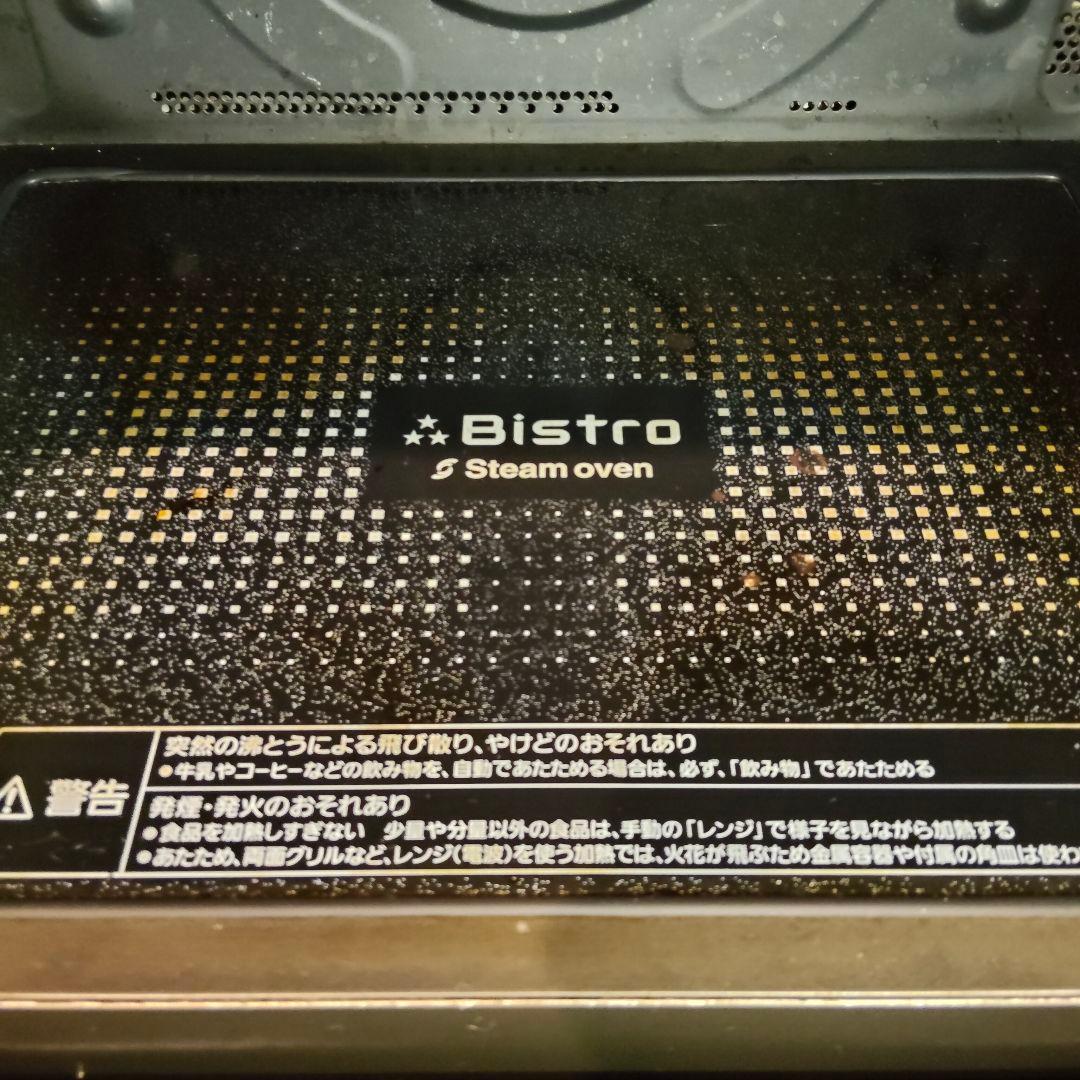 Bistro
Steam oven
警告
突然の沸とうによる飛び散り、やけどのおそれあり
●牛乳やコーヒーなどの飲み物を、自動であたためる場合は、必ず、「飲み物」であたためる
発煙・発火のおそれあり
●食品を加熱しすぎない 少量や分量以外の食品は、手動の「レンジ」で様子を見ながら加熱する
●あたため、両面グリルなど、レンジ(電波)を使う加熱では、火花が飛ぶため金属容器や付属の角皿は使わ